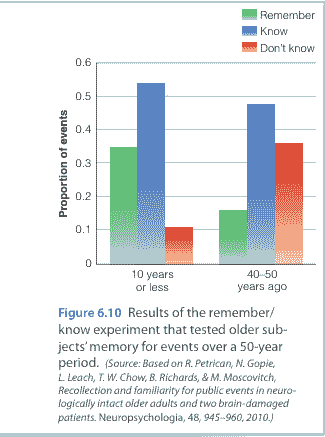 Remember
Know
Don't know
0.6
0.5
0.4
0.3
0.2
0.1
0
Proportion of events
10 years
or less
40–50
years ago
Figure 6.10 Results of the remember/
know experiment that tested older sub-
jects' memory for events over a 50-year
period. (Source: Based on R. Petrican, N. Gopie,
L. Leach, T. W. Chow, B. Richards, & M. Moscovitch,
Recollection and familiarity for public events in neuro-
logically intact older adults and two brain-damaged
patients. Neuropsychologia, 48, 945–960, 2010.)